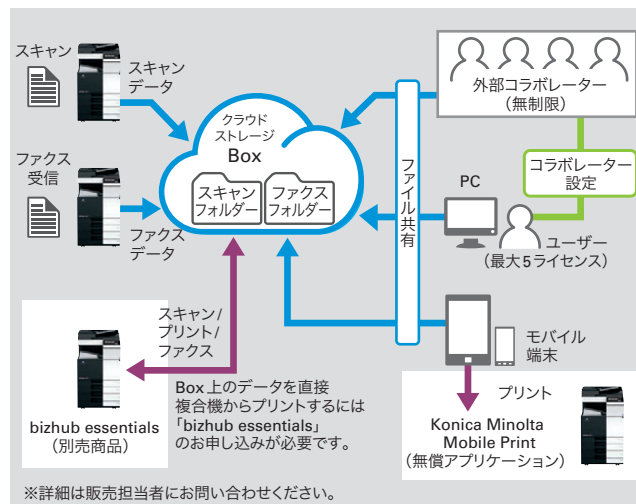 スキャン
スキャン
データ
ファクス
受信
ファクス
データ
クラウド
ストレージ
Box
スキャン
フォルダー
ファクス
フォルダー
ファイル共有
外部コラボレーター
（無制限）
コラボレーター
設定
PC
ユーザー
（最大5ライセンス）
モバイル
端末
スキャン/
プリント/
ファクス
bizhub essentials
（別売商品）
Box上のデータを直接
複合機からプリントするには
「bizhub essentials」
のお申し込みが必要です。
プリント
Konica Minolta
Mobile Print
（無償アプリケーション）
※詳細は販売担当者にお問い合わせください。